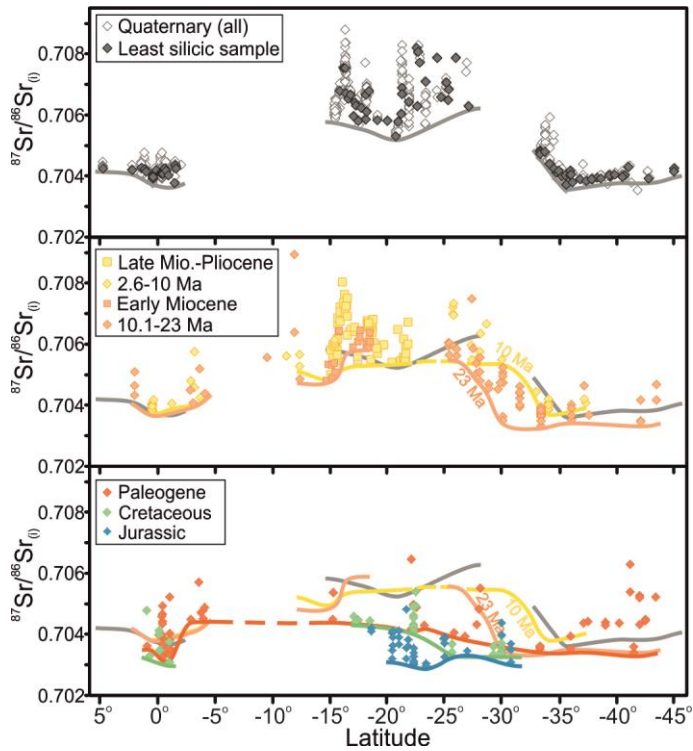 ⁸⁷Sr/⁸⁶Sr₍ᵢ₎
0.708
0.706
0.704
0.702
Quaternary (all)
Least silicic sample
⁸⁷Sr/⁸⁶Sr₍ᵢ₎
0.708
0.706
0.704
0.702
Late Mio.-Pliocene
2.6-10 Ma
Early Miocene
10.1-23 Ma
10 Ma
23 Ma
⁸⁷Sr/⁸⁶Sr₍ᵢ₎
0.708
0.706
0.704
0.702
Paleogene
Cretaceous
Jurassic
23 Ma
10 Ma
5° 0° -5° -10° -15° -20° -25° -30° -35° -40° -45°
Latitude